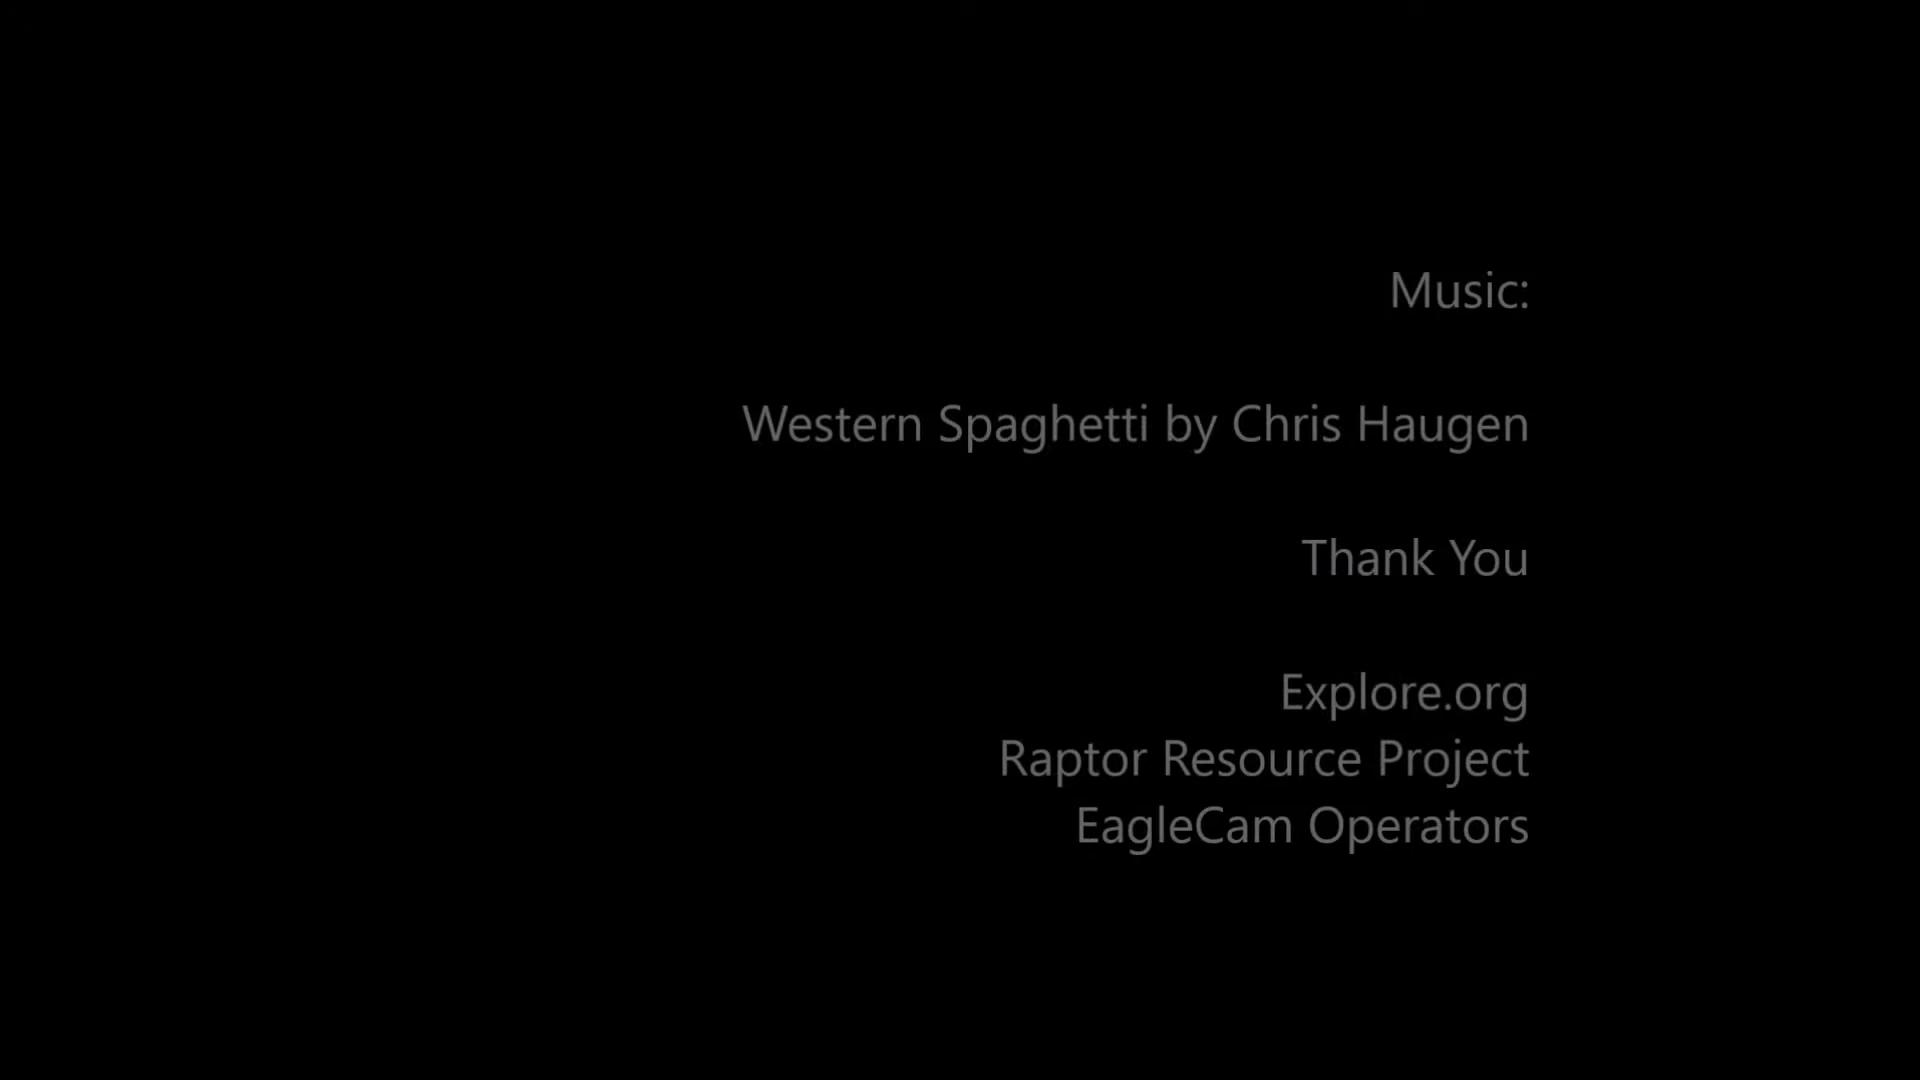 Music:
Western Spaghetti by Chris Haugen
Thank You
Explore.org
Raptor Resource Project
EagleCam Operators